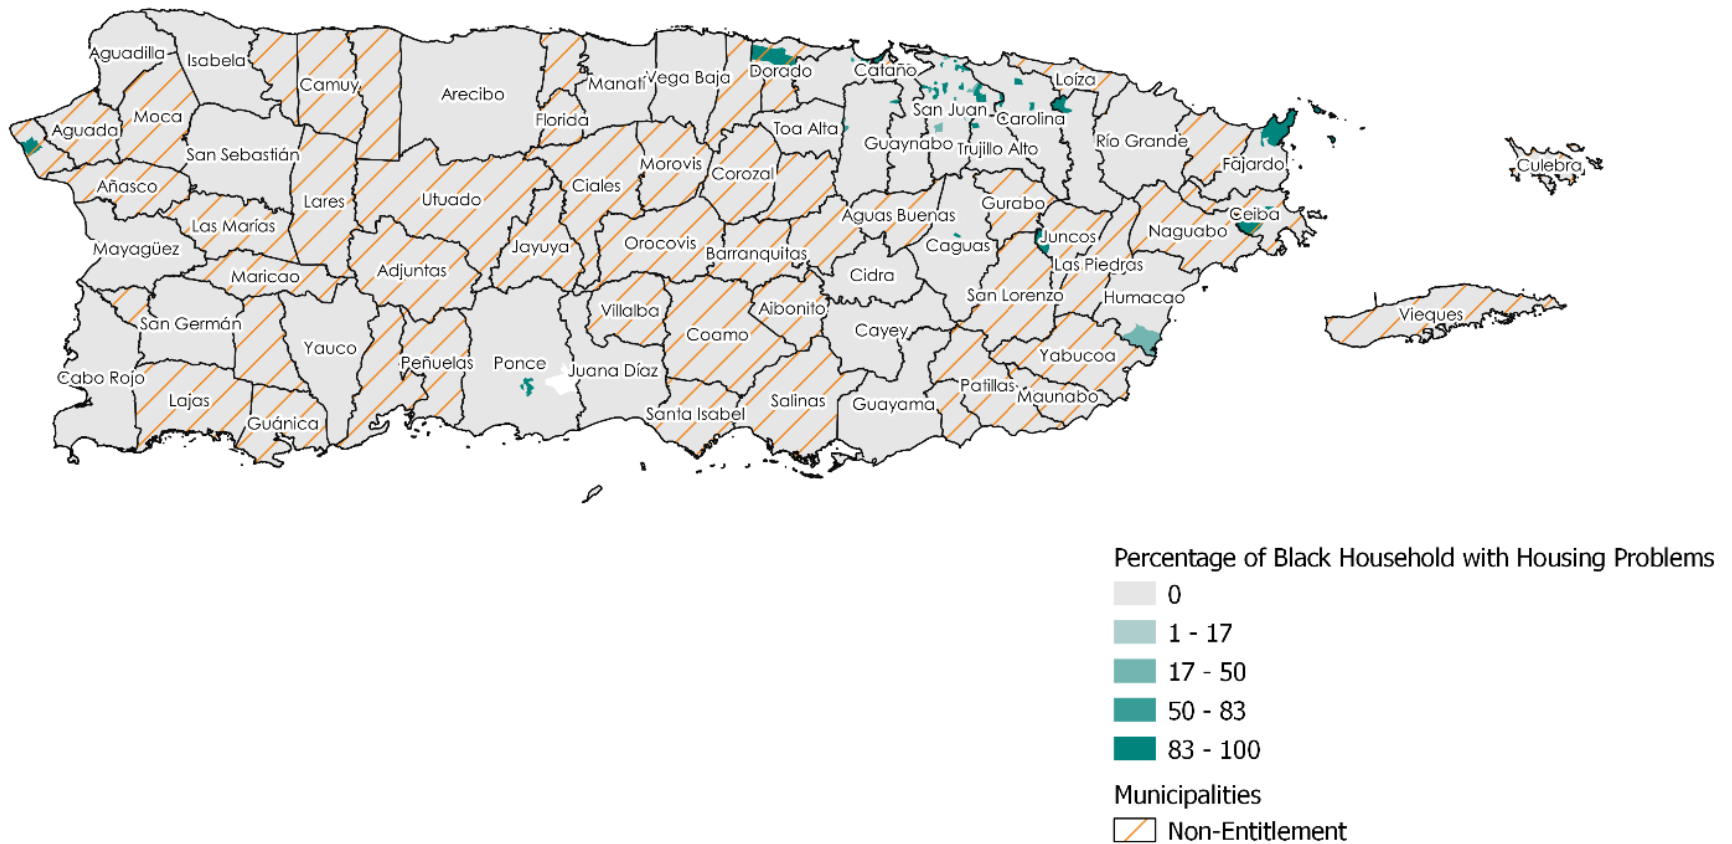 Aguadilla
Isabela
Camuy
Arecibo
Manatí
Vega Baja
Dorado
Cataño
Loíza
Moca
Aguada
Florida
Toa Alta
San Juan
Carolina
San Sebastián
Morovis
Corozal
Guaynabo
Trujillo Alto
Río Grande
Fajardo
Culebra
Añasco
Lares
Utuado
Ciales
Gurabo
Las Marías
Aguas Buenas
Ceiba
Mayagüez
Jayuya
Orocovis
Barranquitas
Caguas
Juncos
Naguabo
Maricao
Adjuntas
Cidra
Las Piedras
San Lorenzo
Humacao
San Germán
Villalba
Aibonito
Vieques
Yauco
Coamo
Cayey
Yabucoa
Cabo Rojo
Peñuelas
Ponce
Juana Díaz
Lajas
Guánica
Santa Isabel
Salinas
Guayama
Patillas
Maunabo
Percentage of Black Household with Housing Problems
0
1 - 17
17 - 50
50 - 83
83 - 100
Municipalities
Non-Entitlement